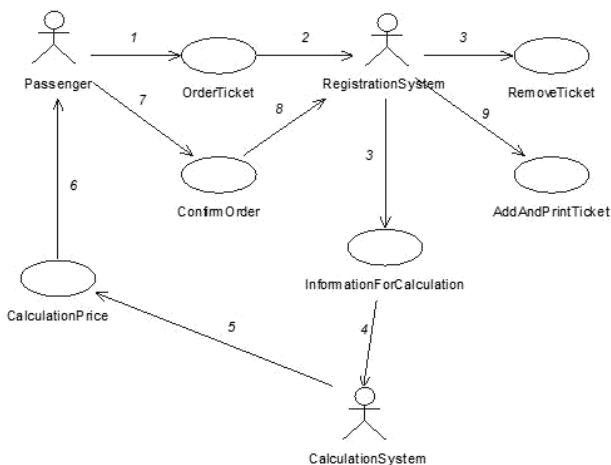 1
2
3
Passenger
OrderTicket
RegistrationSystem
RemoveTicket
7
8
9
3
6
ConfirmOrder
AddAndPrintTicket
InformationForCalculation
CalculationPrice
5
4
CalculationSystem